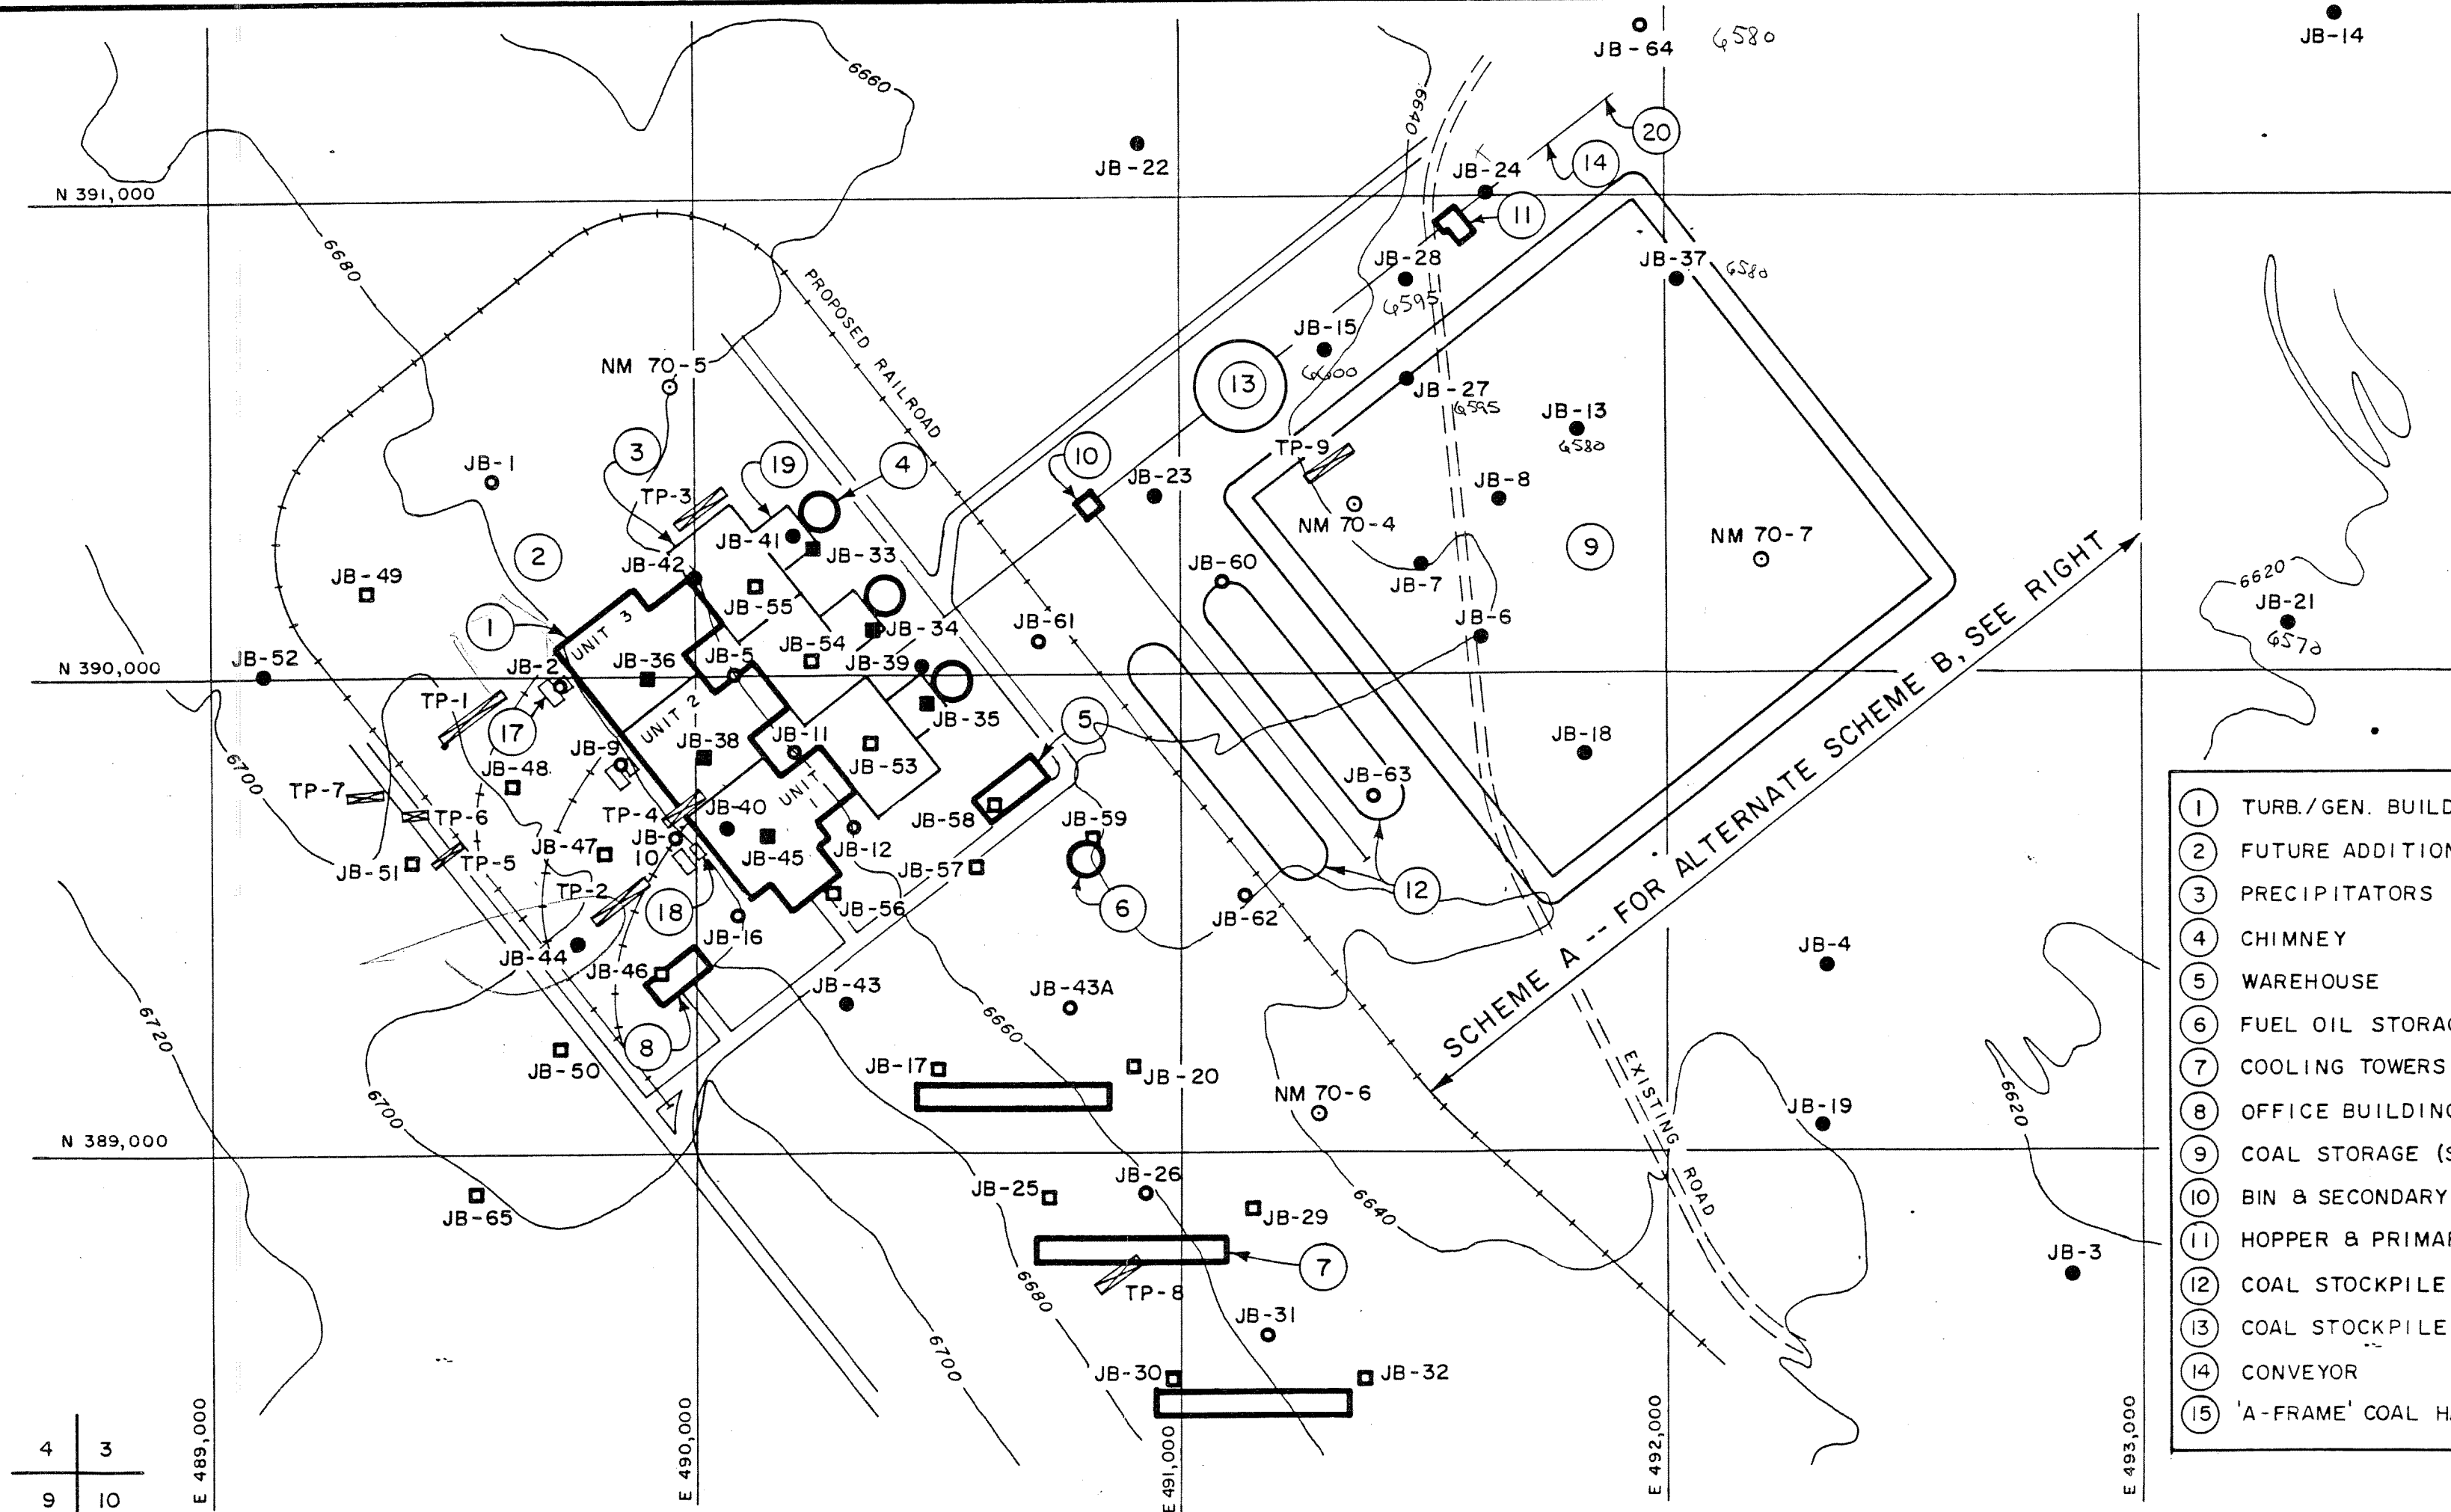 JB-64
6580
JB-14
6660
6640
20
JB-22
14
JB-24
N 391,000
11
6680
JB-28
6595
JB-37
6580
PROPOSED RAILROAD
JB-15
6600
NM 70-5
13
JB-27
6595
JB-13
6580
3
19
4
10
JB-23
TP-9
JB-1
TP-3
JB-8
NM 70-4
2
JB-41
JB-33
9
NM 70-7
JB-42
JB-49
JB-55
JB-60
JB-7
6620
JB-21
6570
1
UNIT 3
JB-54
JB-34
JB-61
JB-6
N 390,000
JB-52
JB-2
JB-36
JB-5
JB-39
TP-1
17
UNIT 2
JB-35
5
JB-9
JB-38
JB-11
JB-53
JB-18
6700
JB-48
JB-63
TP-7
TP-6
TP-4
JB-40
UNIT 1
JB-58
JB-59
JB-10
JB-47
JB-45
JB-12
JB-51
TP-5
JB-57
TP-2
18
JB-56
6
JB-62
12
JB-16
JB-44
JB-46
JB-43
JB-43A
JB-4
SCHEME A -- FOR ALTERNATE SCHEME B, SEE RIGHT
6720
8
6660
JB-50
JB-17
JB-20
EXISTING ROAD
6700
NM 70-6
JB-19
6620
N 389,000
JB-65
JB-25
JB-26
JB-29
6640
JB-3
7
6680
TP-8
JB-31
6700
JB-30
JB-32
E 489,000
E 490,000
E 491,000
E 492,000
E 493,000
4 3
9 10
1 TURB./GEN. BUILD
2 FUTURE ADDITION
3 PRECIPITATORS
4 CHIMNEY
5 WAREHOUSE
6 FUEL OIL STORAG
7 COOLING TOWERS
8 OFFICE BUILDING
9 COAL STORAGE (S
10 BIN & SECONDARY
11 HOPPER & PRIMAR
12 COAL STOCKPILE
13 COAL STOCKPILE
14 CONVEYOR
15 'A-FRAME' COAL HA